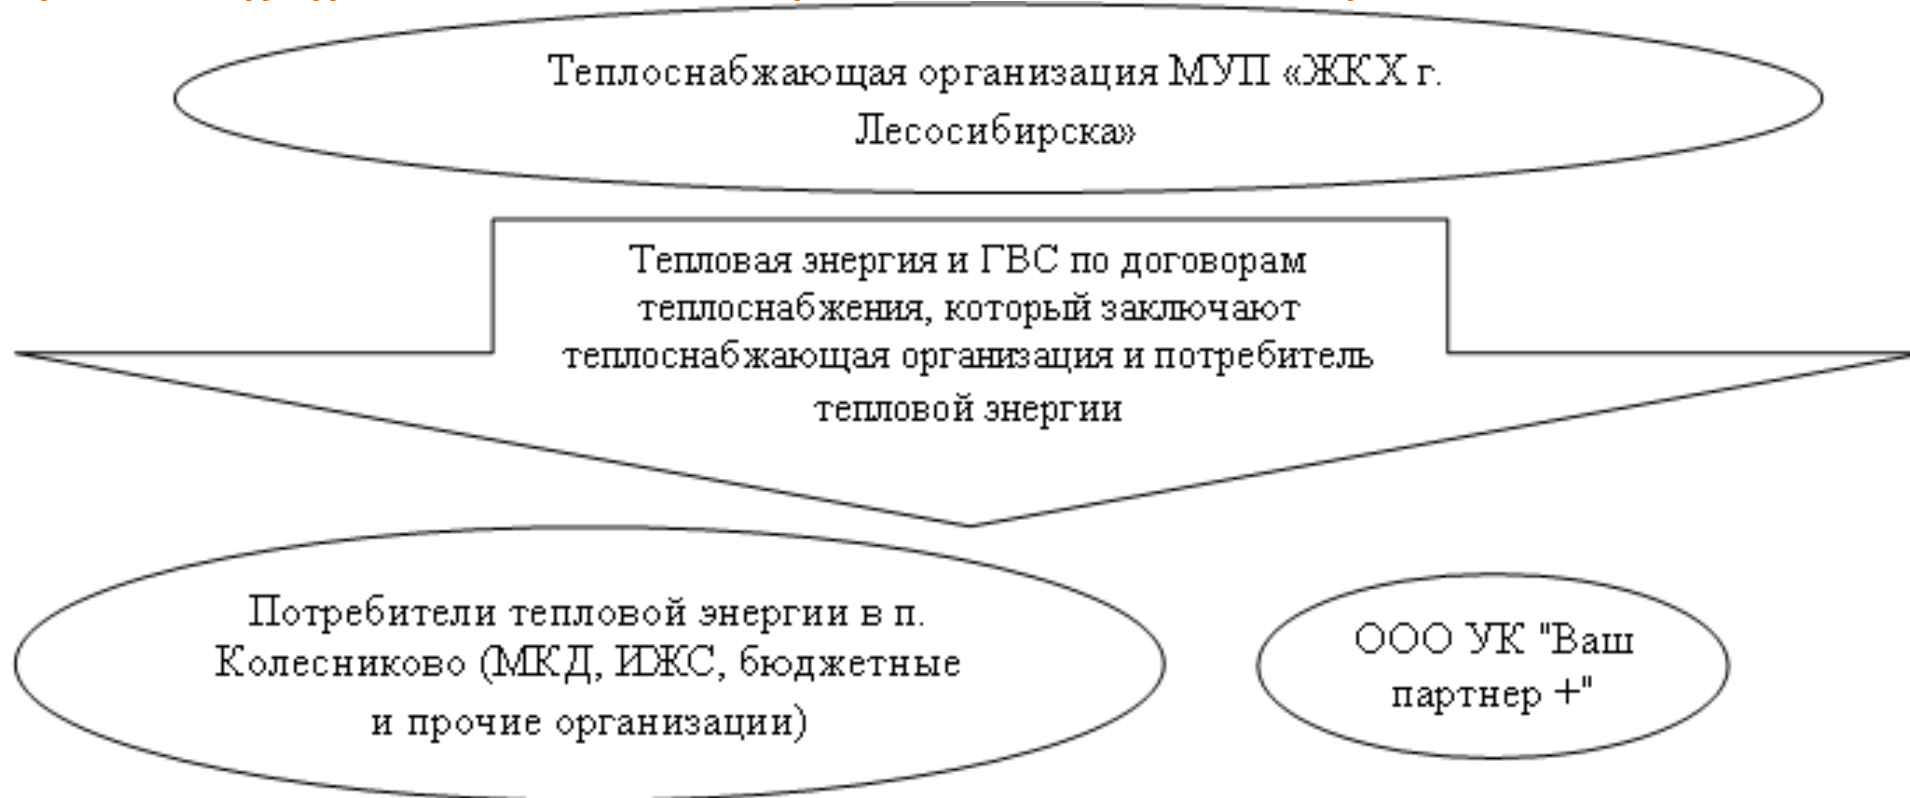 Теплоснабжающая организация МУП «ЖКХ г.
Лесосибирска»
Тепловая энергия и ГВС по договорам
теплоснабжения, который заключают
теплоснабжающая организация и потребитель
тепловой энергии
Потребители тепловой энергии в п.
Колесниково (МКД, ИЖС, бюджетные
и прочие организации)
ООО УК "Ваш
партнер +"